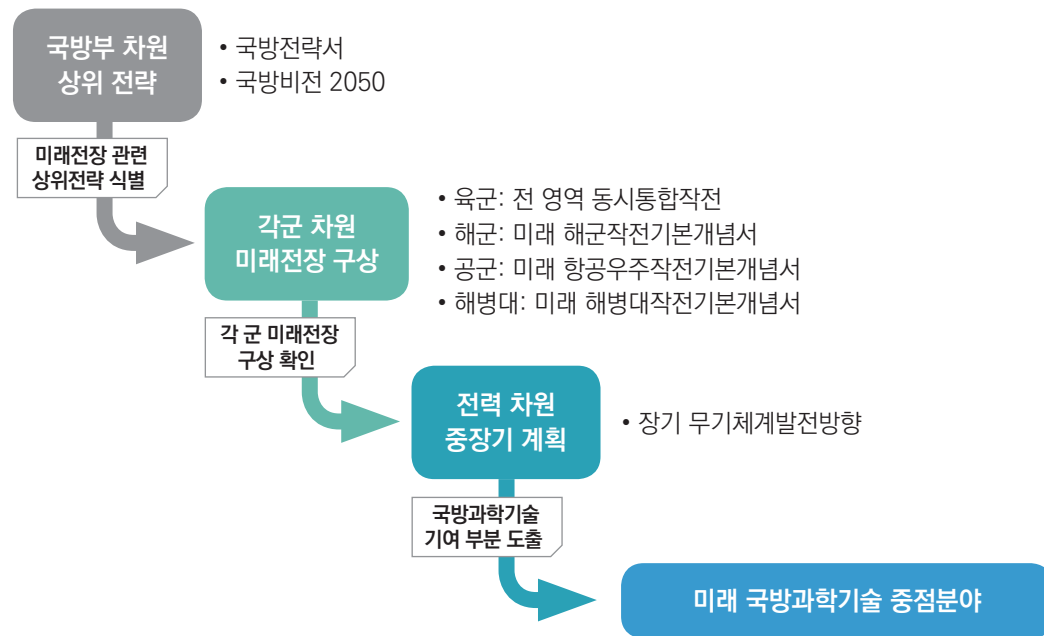 국방부 차원
상위 전략
• 국방전략서
• 국방비전 2050
미래전장 관련
상위전략 식별
각군 차원
미래전장 구상
• 육군: 전 영역 동시통합작전
• 해군: 미래 해군작전기본개념서
• 공군: 미래 항공우주작전기본개념서
• 해병대: 미래 해병대작전기본개념서
각 군 미래전장
구상 확인
전력 차원
중장기 계획
• 장기 무기체계발전방향
국방과학기술
기여 부분 도출
미래 국방과학기술 중점분야